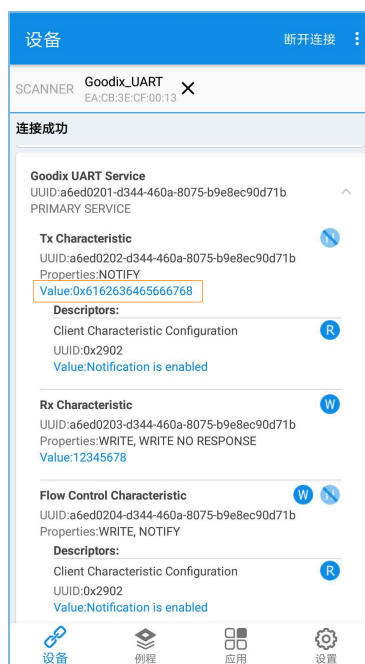 设备 断开连接
SCANNER Goodix_UART
EA:CB:3E:CF:00:13
连接成功
Goodix UART Service
UUID:a6ed0201-d344-460a-8075-b9e8ec90d71b
PRIMARY SERVICE
Tx Characteristic
UUID:a6ed0202-d344-460a-8075-b9e8ec90d71b
Properties:NOTIFY
Value:0x6162636465666768
Descriptors:
Client Characteristic Configuration R
UUID:0x2902
Value:Notification is enabled
Rx Characteristic W
UUID:a6ed0203-d344-460a-8075-b9e8ec90d71b
Properties:WRITE, WRITE NO RESPONSE
Value:12345678
Flow Control Characteristic W
UUID:a6ed0204-d344-460a-8075-b9e8ec90d71b
Properties:WRITE, NOTIFY
Descriptors:
Client Characteristic Configuration R
UUID:0x2902
Value:Notification is enabled
设备 例程 应用 设置